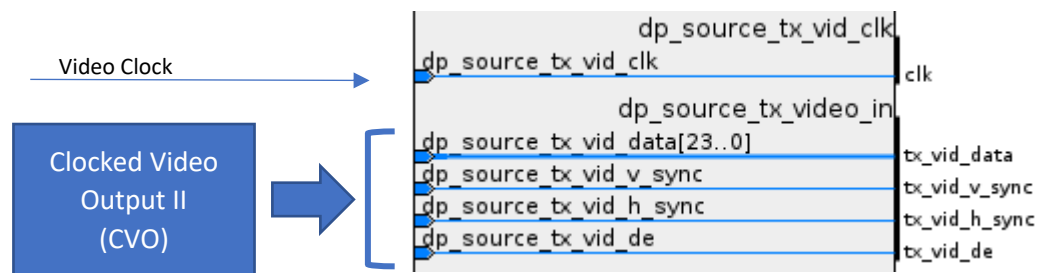 dp_source_tx_vid_clk
Video Clock
dp_source_tx_vid_clk
clk
dp_source_tx_video_in
Clocked Video
Output II
(CVO)
dp_source_tx_vid_data[23..0]
tx_vid_data
dp_source_tx_vid_v_sync
tx_vid_v_sync
dp_source_tx_vid_h_sync
tx_vid_h_sync
dp_source_tx_vid_de
tx_vid_de